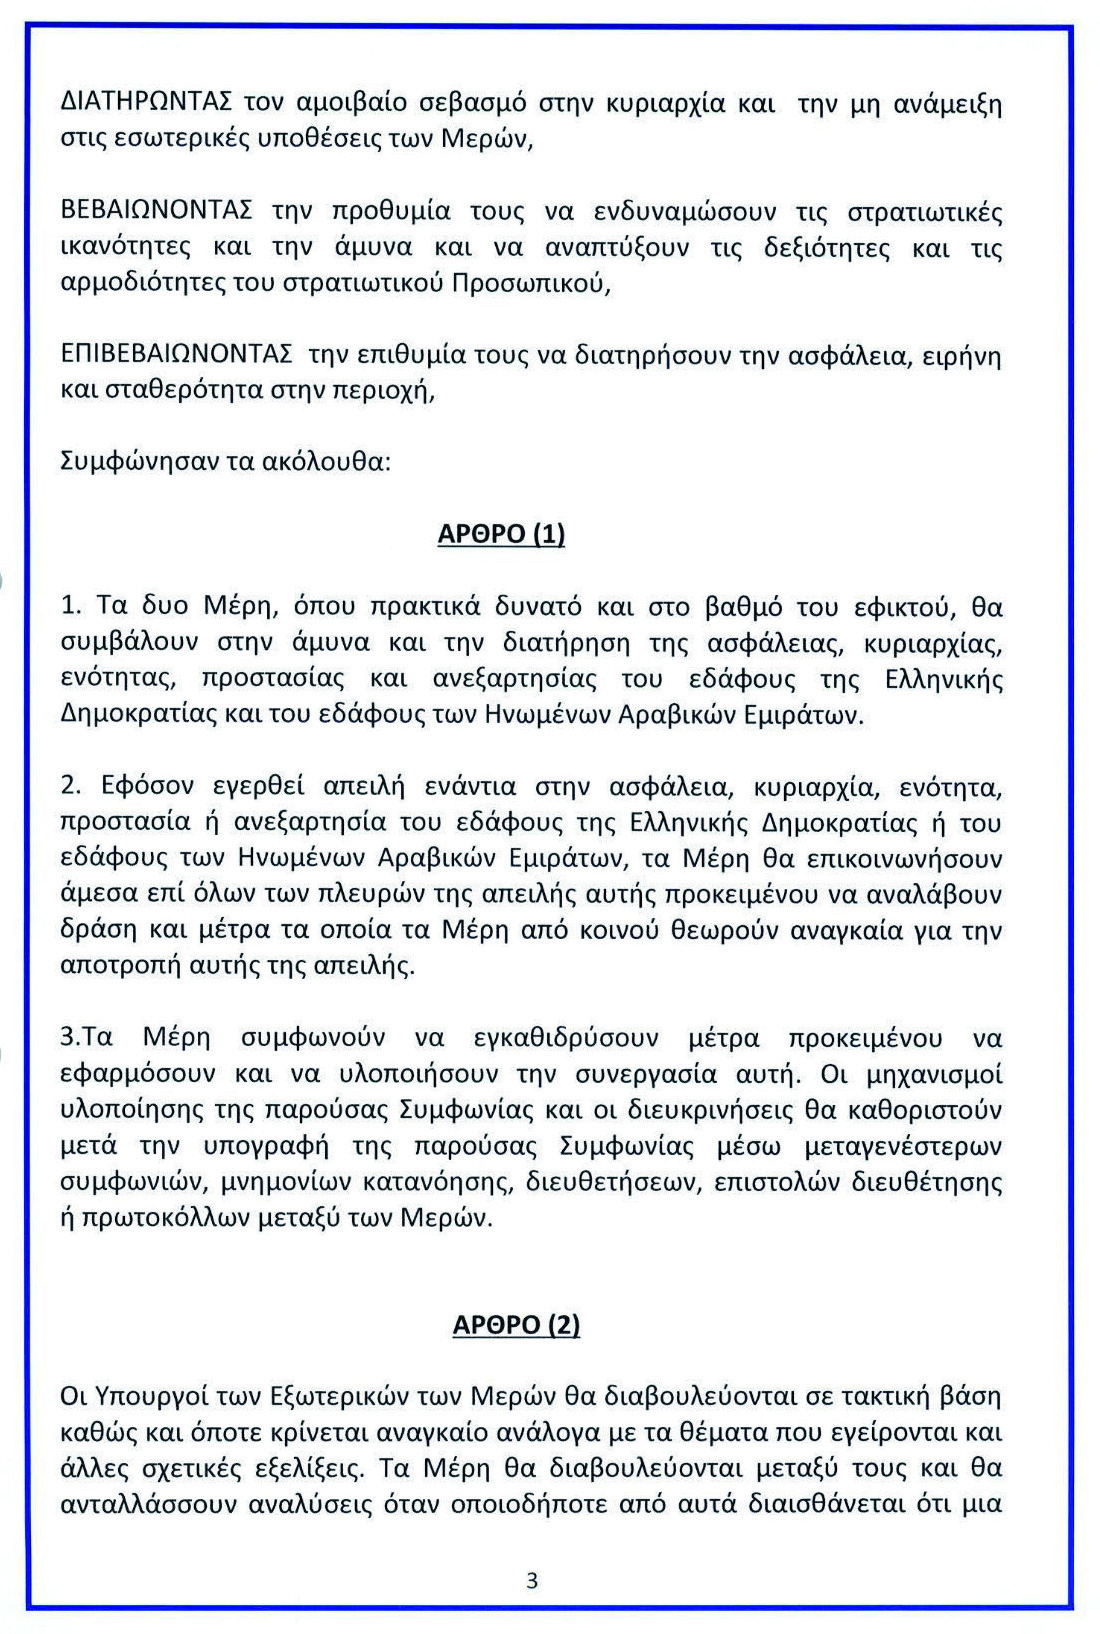 ΔΙΑΤΗΡΩΝΤΑΣ τον αμοιβαίο σεβασμό στην κυριαρχία και την μη ανάμειξη
στις εσωτερικές υποθέσεις των Μερών,
ΒΕΒΑΙΩΝΟΝΤΑΣ την προθυμία τους να ενδυναμώσουν τις στρατιωτικές
ικανότητες και την άμυνα και να αναπτύξουν τις δεξιότητες και τις
αρμοδιότητες του στρατιωτικού Προσωπικού,
ΕΠΙΒΕΒΑΙΩΝΟΝΤΑΣ την επιθυμία τους να διατηρήσουν την ασφάλεια, ειρήνη
και σταθερότητα στην περιοχή,
Συμφώνησαν τα ακόλουθα:
ΑΡΘΡΟ (1)
1. Τα δυο Μέρη, όπου πρακτικά δυνατό και στο βαθμό του εφικτού, θα
συμβάλουν στην άμυνα και την διατήρηση της ασφάλειας, κυριαρχίας,
ενότητας, προστασίας και ανεξαρτησίας του εδάφους της Ελληνικής
Δημοκρατίας και του εδάφους των Ηνωμένων Αραβικών Εμιράτων.
2. Εφόσον εγερθεί απειλή ενάντια στην ασφάλεια, κυριαρχία, ενότητα,
προστασία ή ανεξαρτησία του εδάφους της Ελληνικής Δημοκρατίας ή του
εδάφους των Ηνωμένων Αραβικών Εμιράτων, τα Μέρη θα επικοινωνήσουν
άμεσα επί όλων των πλευρών της απειλής αυτής προκειμένου να αναλάβουν
δράση και μέτρα τα οποία τα Μέρη από κοινού θεωρούν αναγκαία για την
αποτροπή αυτής της απειλής.
3.Τα Μέρη συμφωνούν να εγκαθιδρύσουν μέτρα προκειμένου να
εφαρμόσουν και να υλοποιήσουν την συνεργασία αυτή. Οι μηχανισμοί
υλοποίησης της παρούσας Συμφωνίας και οι διευκρινήσεις θα καθοριστούν
μετά την υπογραφή της παρούσας Συμφωνίας μέσω μεταγενέστερων
συμφωνιών, μνημονίων κατανόησης, διευθετήσεων, επιστολών διευθέτησης
ή πρωτοκόλλων μεταξύ των Μερών.
ΑΡΘΡΟ (2)
Οι Υπουργοί των Εξωτερικών των Μερών θα διαβουλεύονται σε τακτική βάση
καθώς και όποτε κρίνεται αναγκαίο ανάλογα με τα θέματα που εγείρονται και
άλλες σχετικές εξελίξεις. Τα Μέρη θα διαβουλεύονται μεταξύ τους και θα
ανταλλάσσουν αναλύσεις όταν οποιοδήποτε από αυτά διαισθάνεται ότι μια
3